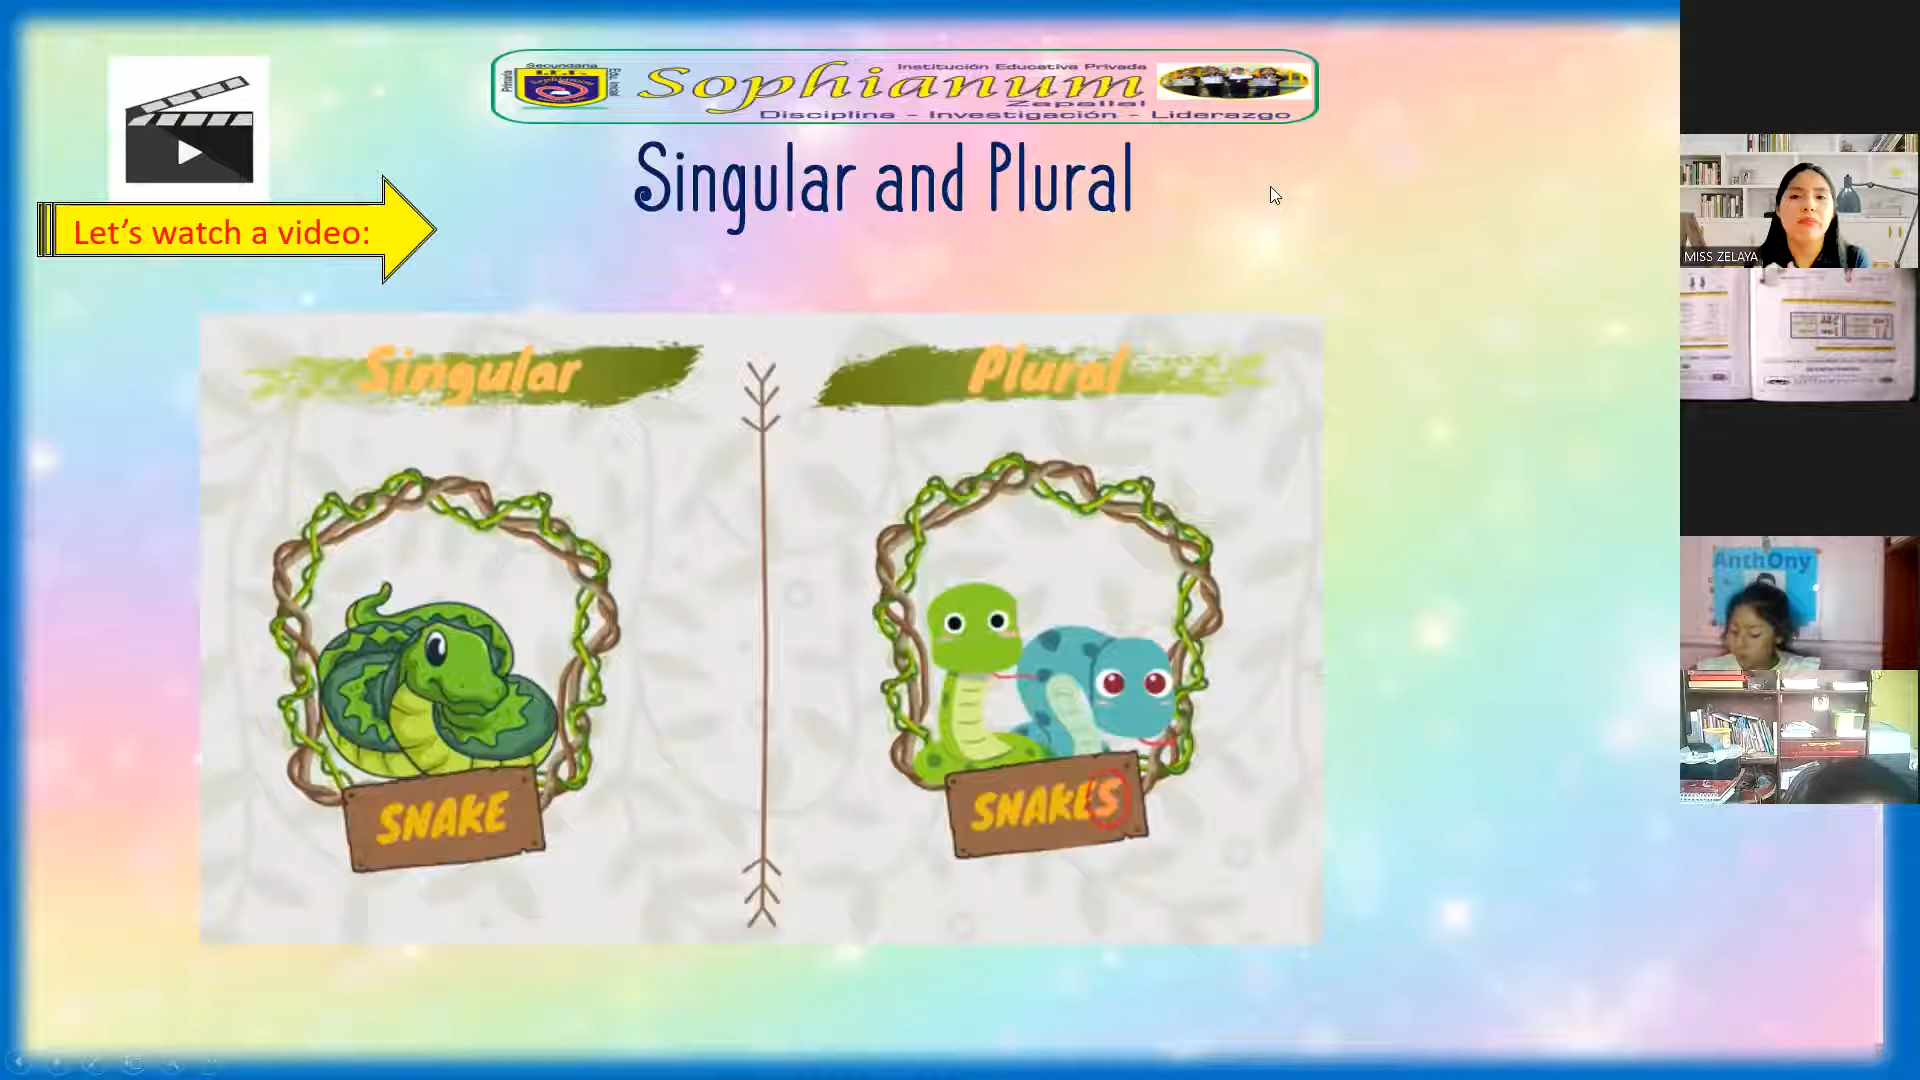 Secundaria
Primaria
I.E.P.
Sophianum
Institución Educativa Privada
Zapallal
Disciplina - Investigación - Liderazgo
Singular and Plural
Let's watch a video:
Singular
Plural
SNAKE
SNAKES
MISS ZELAYA
AnthOny